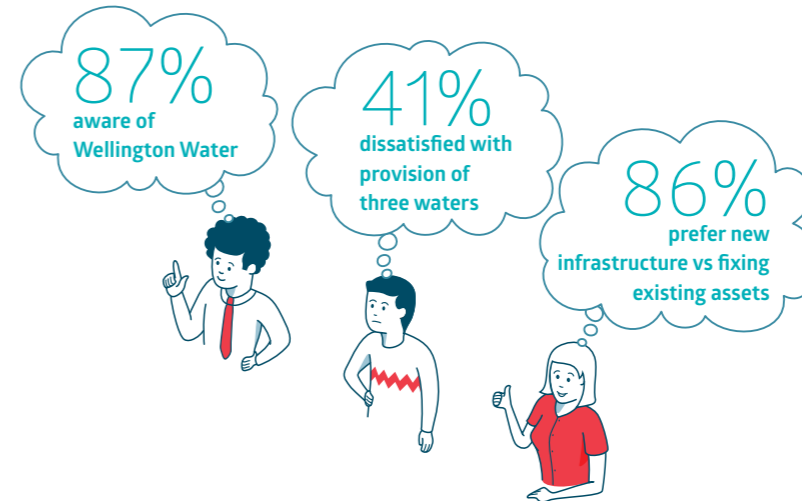 87%
aware of
Wellington Water
41%
dissatisfied with
provision of
three waters
86%
prefer new
infrastructure vs fixing
existing assets